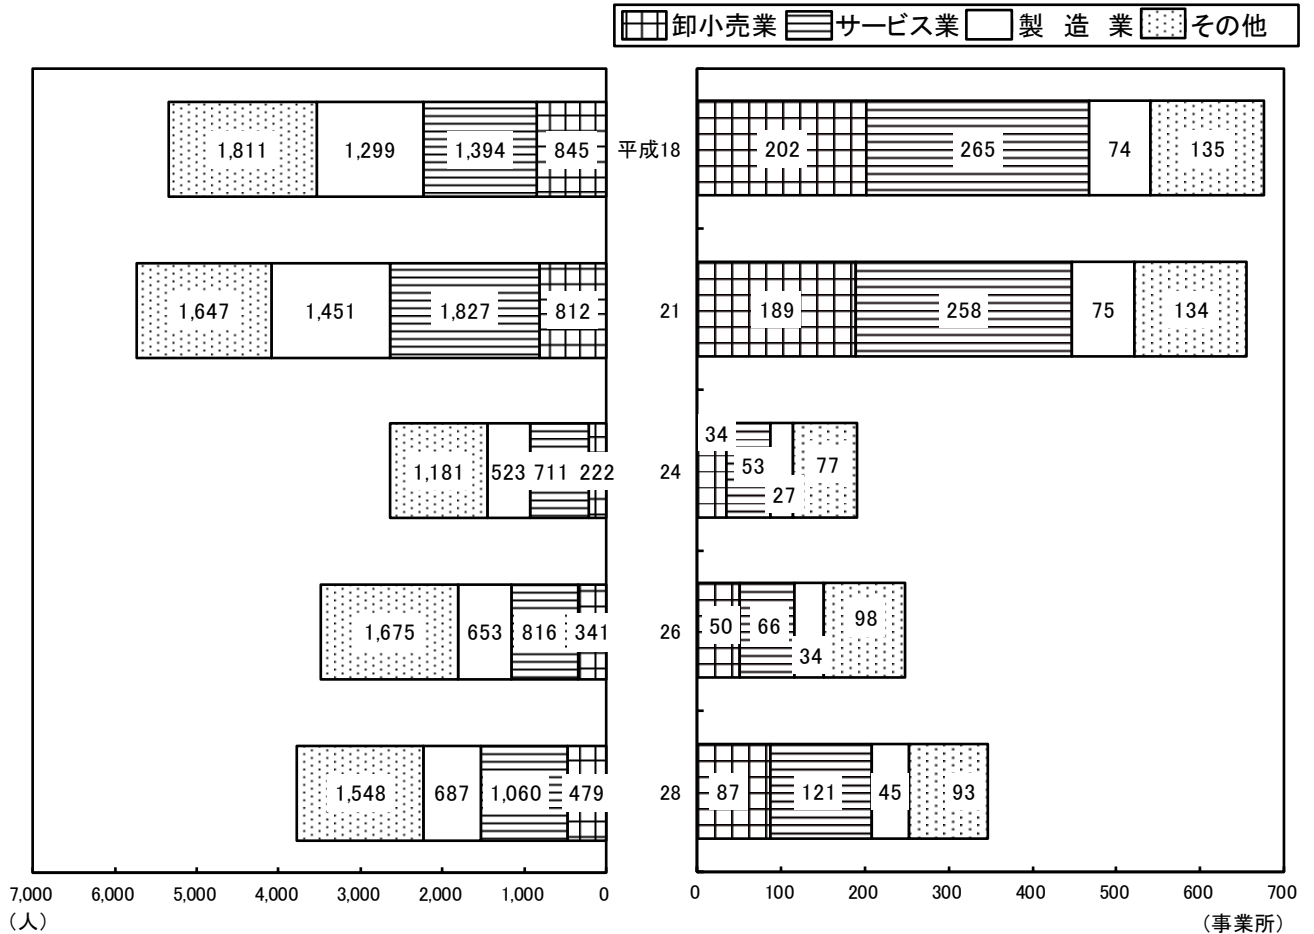 卸小売業 サービス業 製造業 その他
1,811 1,299 1,394 845 平成18 202 265 74 135
1,647 1,451 1,827 812 21 189 258 75 134
1,181 523 711 222 24 34 53 27 77
1,675 653 816 341 26 50 66 34 98
1,548 687 1,060 479 28 87 121 45 93
7,000 6,000 5,000 4,000 3,000 2,000 1,000 0 0 100 200 300 400 500 600 700
(人) (事業所)